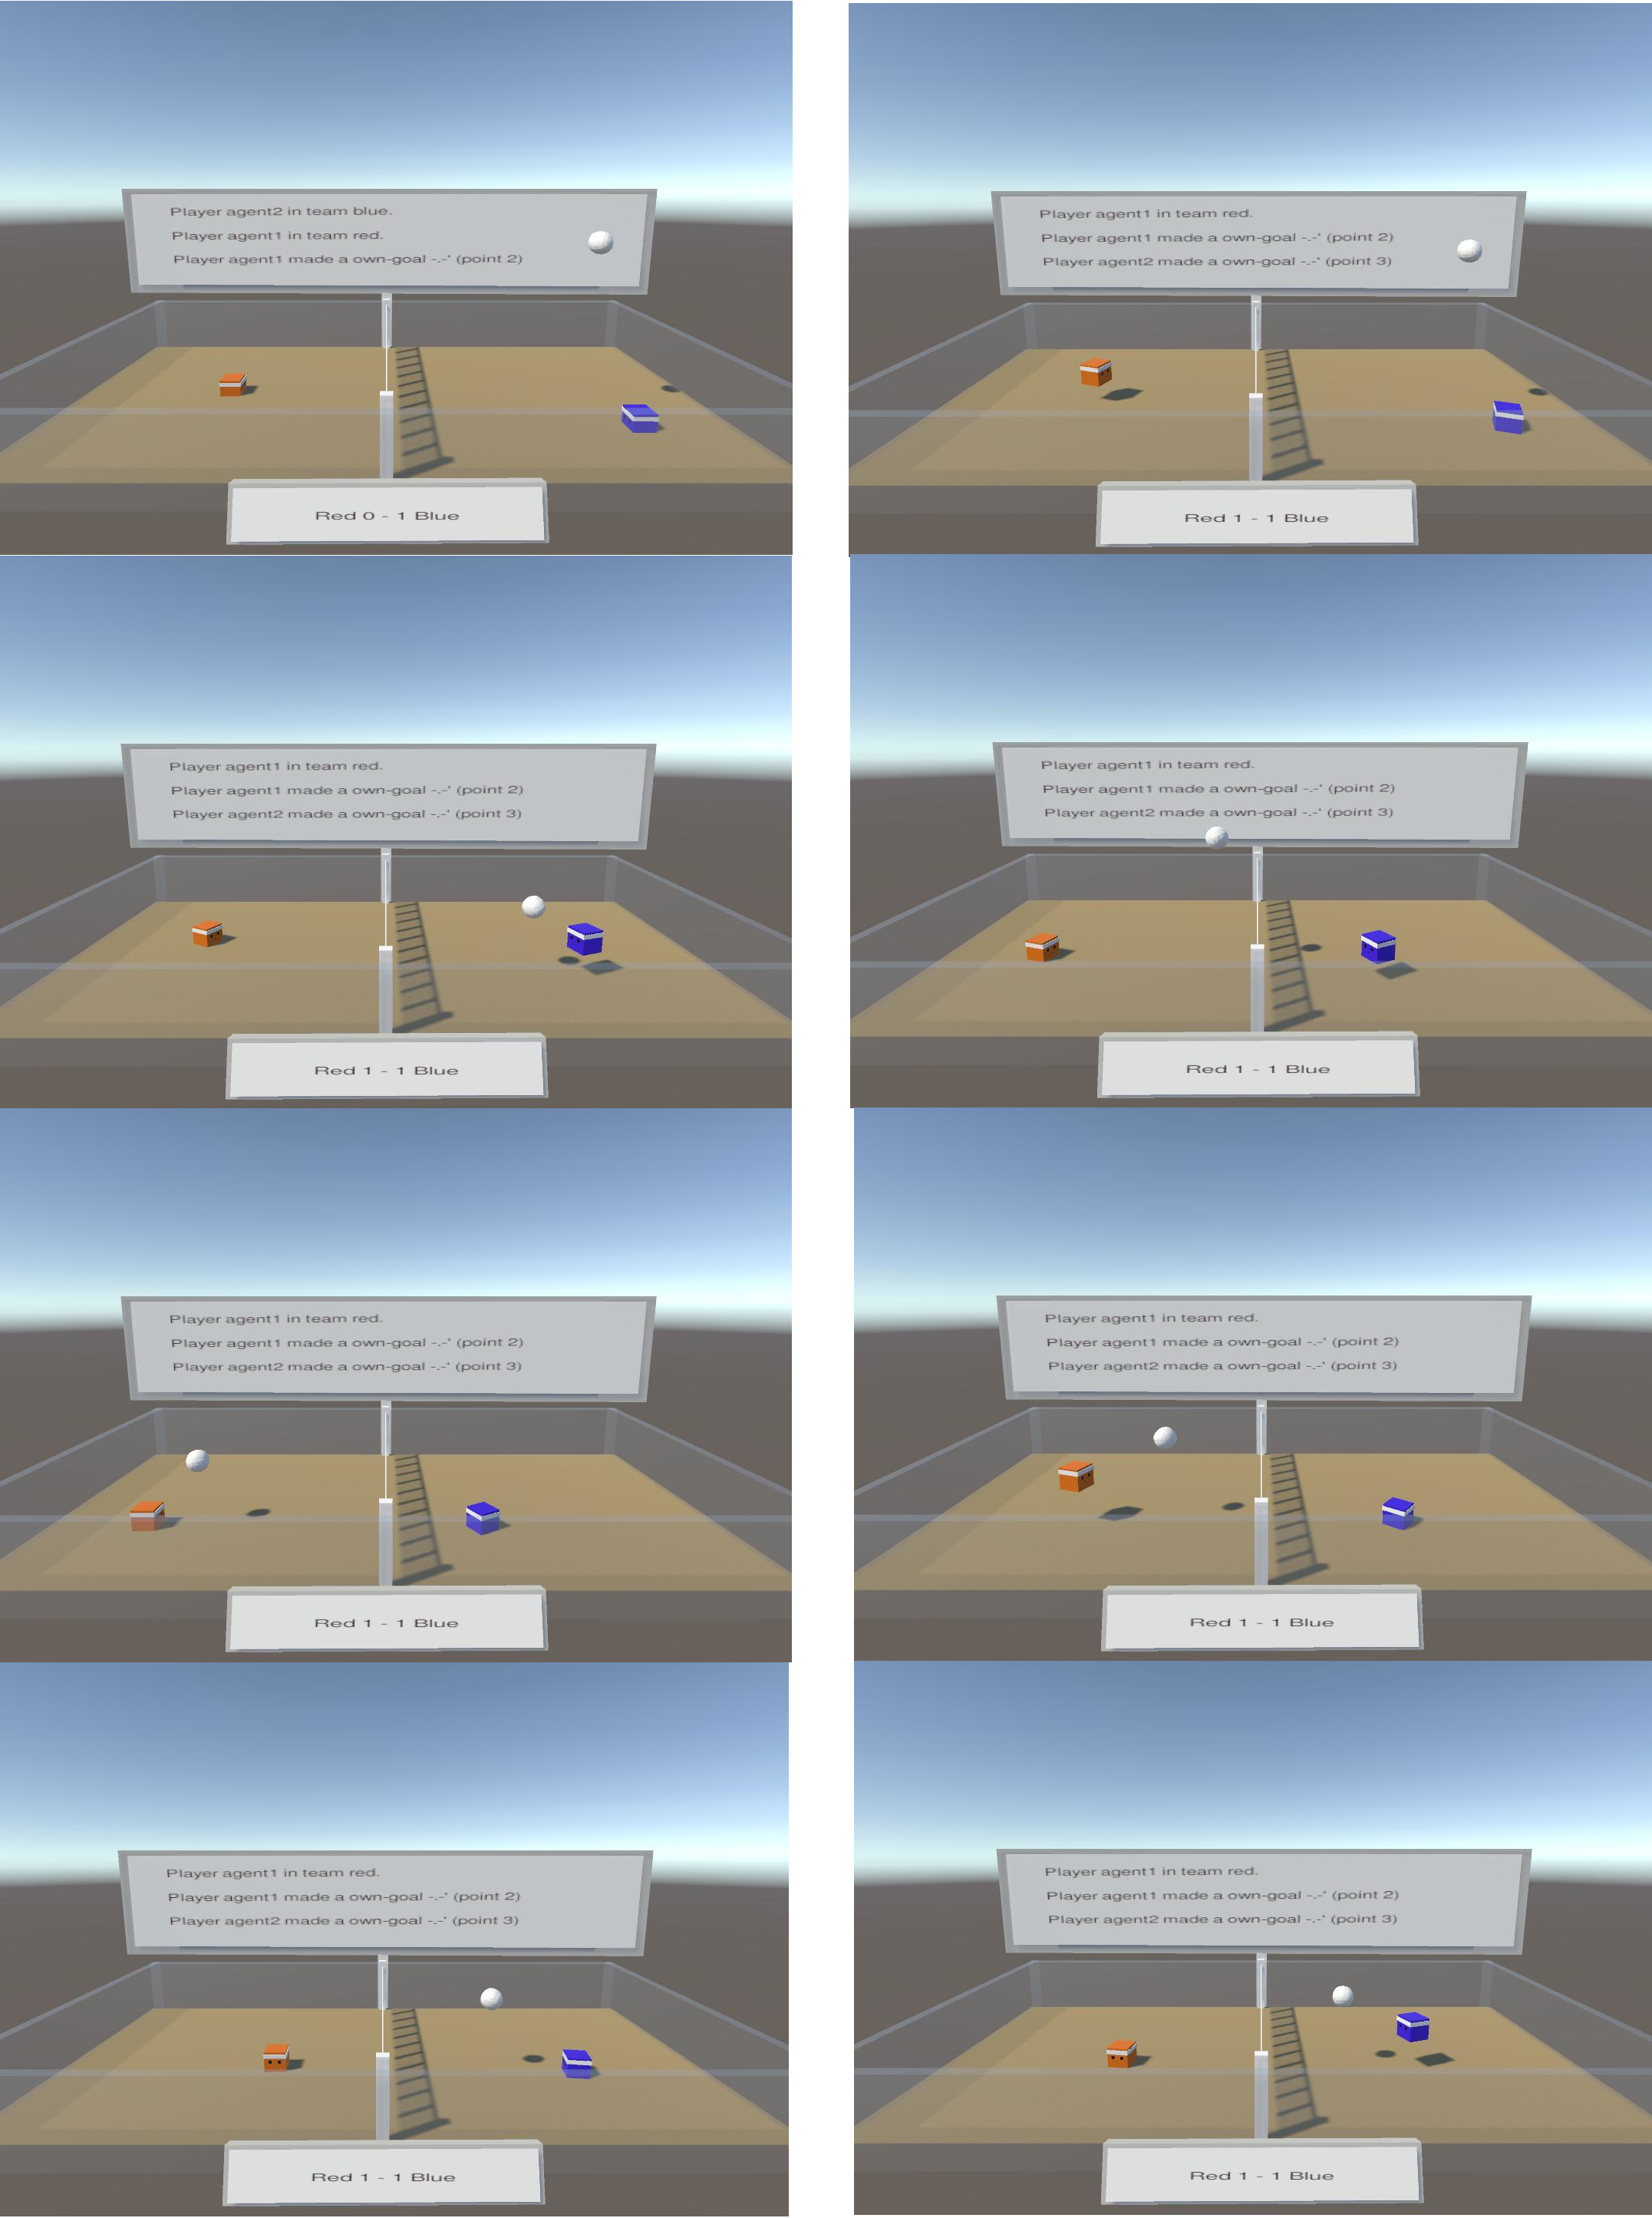 Player agent2 in team blue.
Player agent1 in team red.
Player agent1 made a own-goal -.-' (point 2)
Red 0 - 1 Blue
Player agent1 in team red.
Player agent1 made a own-goal -.-' (point 2)
Player agent2 made a own-goal -.-' (point 3)
Red 1 - 1 Blue
Player agent1 in team red.
Player agent1 made a own-goal -.-' (point 2)
Player agent2 made a own-goal -.-' (point 3)
Red 1 - 1 Blue
Player agent1 in team red.
Player agent1 made a own-goal -.-' (point 2)
Player agent2 made a own-goal -.-' (point 3)
Red 1 - 1 Blue
Player agent1 in team red.
Player agent1 made a own-goal -.-' (point 2)
Player agent2 made a own-goal -.-' (point 3)
Red 1 - 1 Blue
Player agent1 in team red.
Player agent1 made a own-goal -.-' (point 2)
Player agent2 made a own-goal -.-' (point 3)
Red 1 - 1 Blue
Player agent1 in team red.
Player agent1 made a own-goal -.-' (point 2)
Player agent2 made a own-goal -.-' (point 3)
Red 1 - 1 Blue
Player agent1 in team red.
Player agent1 made a own-goal -.-' (point 2)
Player agent2 made a own-goal -.-' (point 3)
Red 1 - 1 Blue